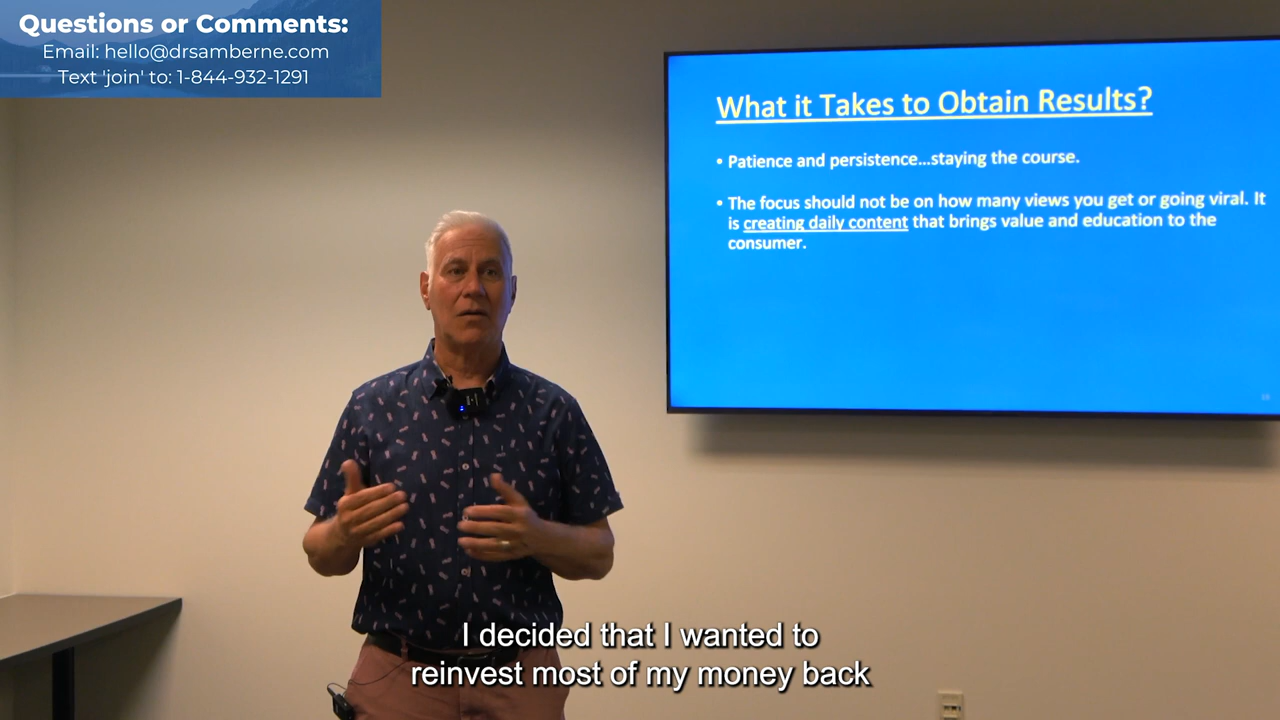 Questions or Comments:
Email: hello@drsamberne.com
Text 'join' to: 1-844-932-1291
What it Takes to Obtain Results?
• Patience and persistence...staying the course.
• The focus should not be on how many views you get or going viral. It
is creating daily content that brings value and education to the
consumer.
I decided that I wanted to
reinvest most of my money back